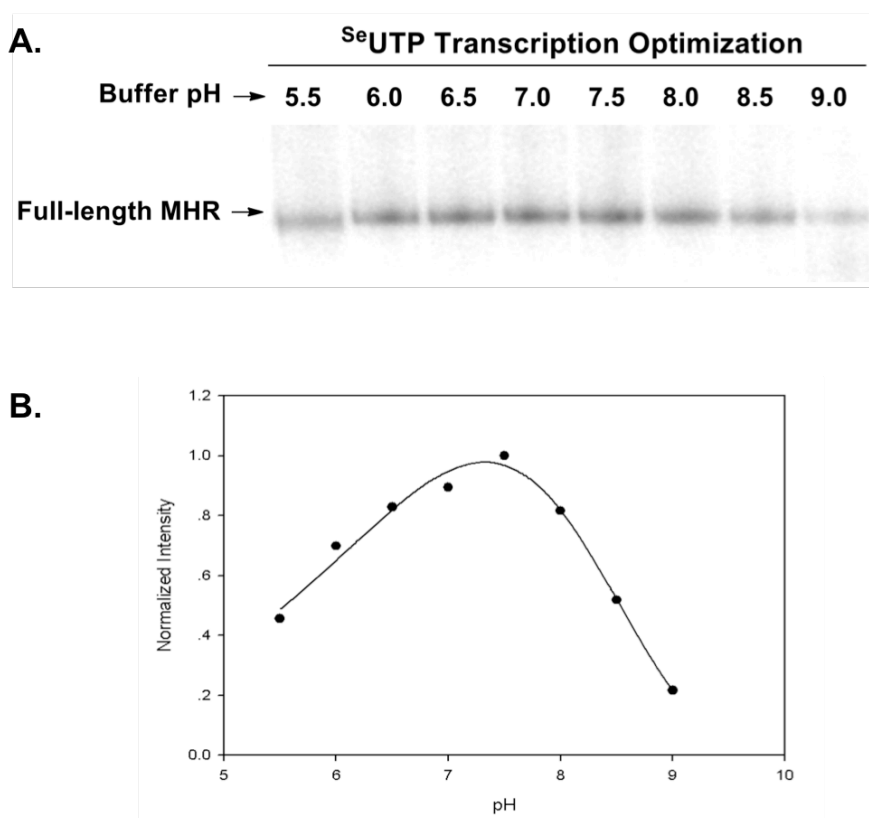 A.
SeUTP Transcription Optimization
Buffer pH → 5.5 6.0 6.5 7.0 7.5 8.0 8.5 9.0
Full-length MHR →
B.
1.2
1.0
.8
.6
.4
.2
0.0
Normalized Intensity
5 6 7 8 9 10
pH